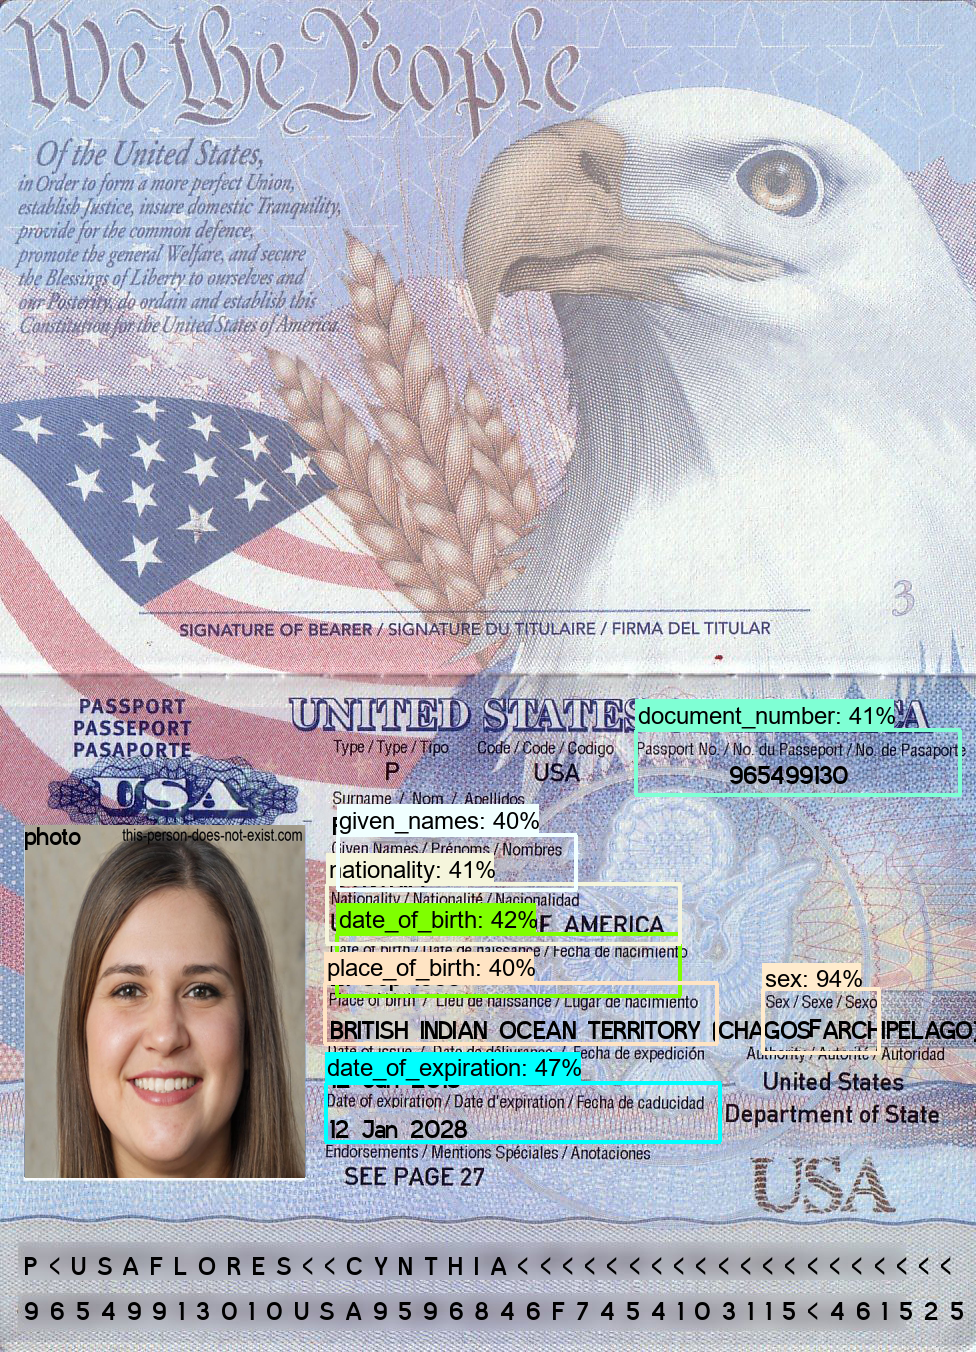 We the People
Of the United States,
in Order to form a more perfect Union,
establish Justice, insure domestic Tranquility,
provide for the common defence,
promote the general Welfare, and secure
the Blessings of Liberty to ourselves and
our Posterity, do ordain and establish this
Constitution for the United States of America.
3
SIGNATURE OF BEARER / SIGNATURE DU TITULAIRE / FIRMA DEL TITULAR
PASSPORT
PASSEPORT
PASAPORTE
USA
UNITED STATES
document_number: 41%
Type / Type / Tipo
Code / Code / Codigo
Passport No. / No. du Passeport / No. de Pasaporte
P
USA
965499130
Surname / Nom / Apellidos
given_names: 40%
photo
this-person-does-not-exist.com
Given Names / Prénoms / Nombres
nationality: 41%
Nationality / Nationalité / Nacionalidad
date_of_birth: 42%
AMERICA
Date of birth / Date de naissance / Fecha de nacimiento
place_of_birth: 40%
sex: 94%
Place of birth / Lieu de naissance / Lugar de nacimiento
Sex / Sexe / Sexo
BRITISH INDIAN OCEAN TERRITORY (CHAGOS ARCHIPELAGO)
F
Date of issue / Date de délivrance / Fecha de expedición
Authority / Autorité / Autoridad
date_of_expiration: 47%
United States
Department of State
Date of expiration / Date d'expiration / Fecha de caducidad
12 Jan 2028
Endorsements / Mentions Spéciales / Anotaciones
SEE PAGE 27
USA
P<USAFLORES<<CYNTHIA<<<<<<<<<<<<<<<<<<<<
9654991301OUSA9596846F7454103115<461525